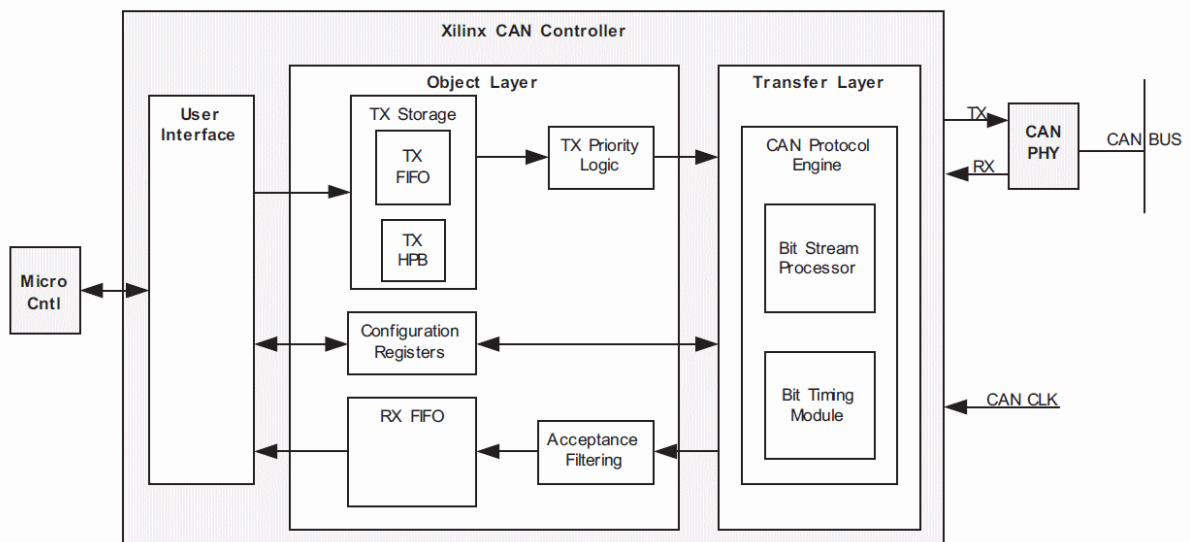 Xilinx CAN Controller
Object Layer
Transfer Layer
User
Interface
TX Storage
TX
FIFO
TX
HPB
TX Priority
Logic
CAN Protocol
Engine
Bit Stream
Processor
Bit Timing
Module
TX
RX
CAN
PHY
CAN BUS
Micro
Cntl
Configuration
Registers
RX FIFO
Acceptance
Filtering
CAN CLK